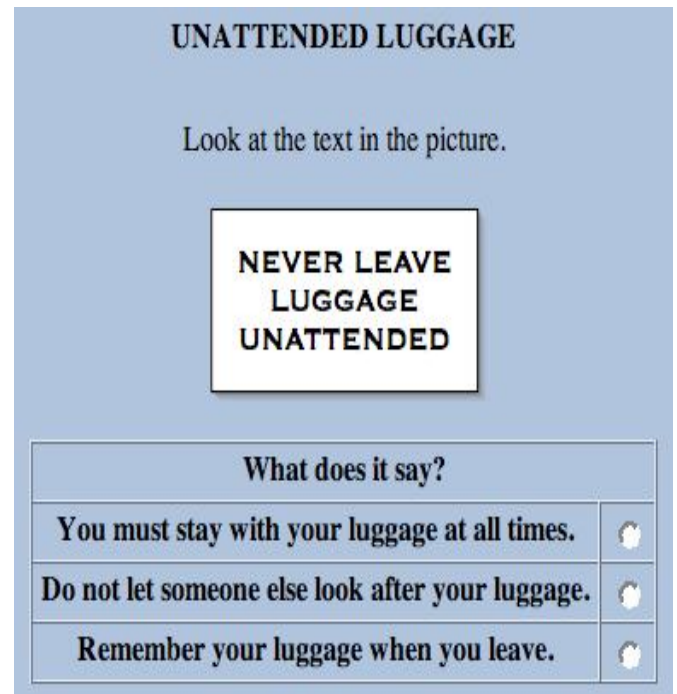 UNATTENDED LUGGAGE
Look at the text in the picture.
NEVER LEAVE
LUGGAGE
UNATTENDED
What does it say?
You must stay with your luggage at all times.
Do not let someone else look after your luggage.
Remember your luggage when you leave.